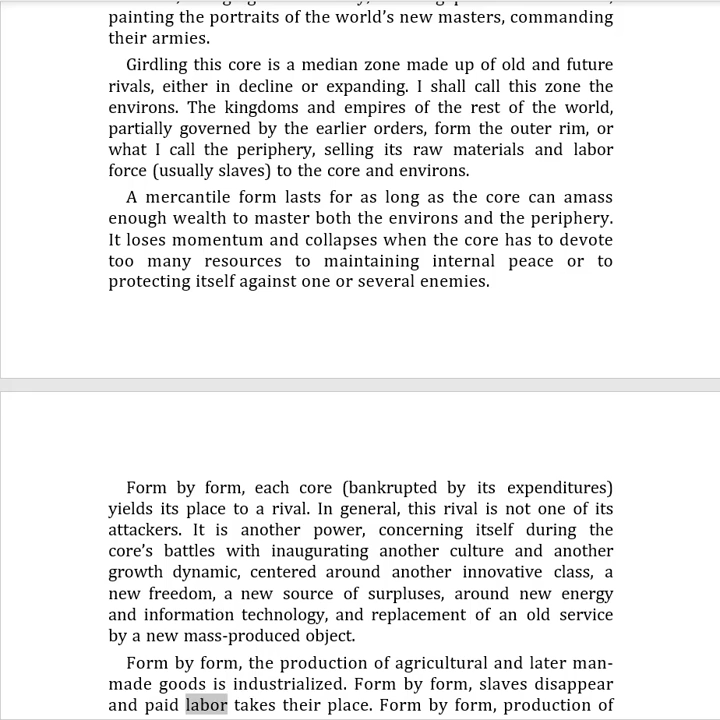 painting the portraits of the world's new masters, commanding
their armies.
Girdling this core is a median zone made up of old and future
rivals, either in decline or expanding. I shall call this zone the
environs. The kingdoms and empires of the rest of the world,
partially governed by the earlier orders, form the outer rim, or
what I call the periphery, selling its raw materials and labor
force (usually slaves) to the core and environs.
A mercantile form lasts for as long as the core can amass
enough wealth to master both the environs and the periphery.
It loses momentum and collapses when the core has to devote
too many resources to maintaining internal peace or to
protecting itself against one or several enemies.
Form by form, each core (bankrupted by its expenditures)
yields its place to a rival. In general, this rival is not one of its
attackers. It is another power, concerning itself during the
core's battles with inaugurating another culture and another
growth dynamic, centered around another innovative class, a
new freedom, a new source of surpluses, around new energy
and information technology, and replacement of an old service
by a new mass-produced object.
Form by form, the production of agricultural and later man-
made goods is industrialized. Form by form, slaves disappear
and paid labor takes their place. Form by form, production of